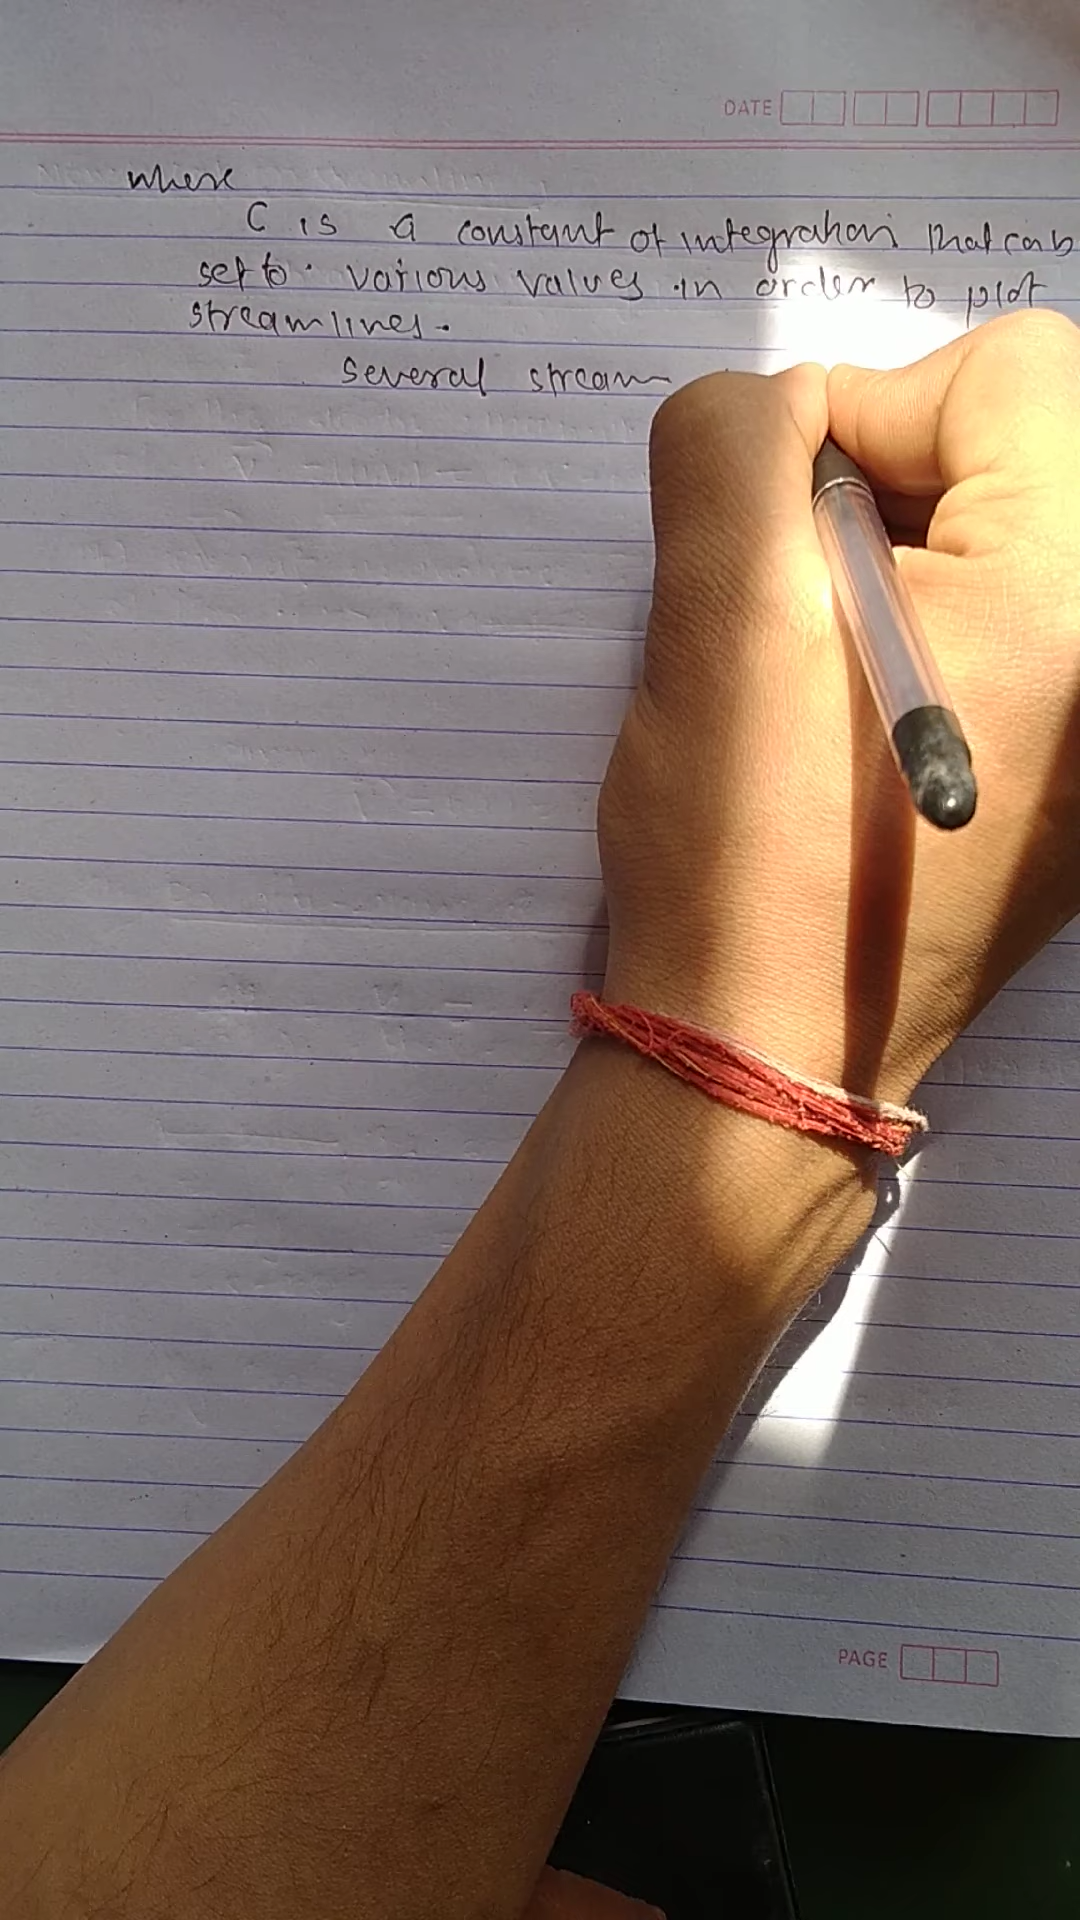 DATE
where
C is a constant of integration that can b
set to various values in order to plot
streamlines.
Several stream
PAGE